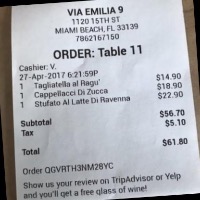 VIA EMILIA 9
1120 15TH ST
MIAMI BEACH, FL 33139
7862167150
ORDER: Table 11
Cashier: V.
27-Apr-2017 6:21:59P
1 Tagliatella al Ragu' $14.90
1 Cappellacci Di Zucca $18.90
1 Stufato Al Latte Di Ravenna $22.90
Subtotal $56.70
Tax $5.10
Total $61.80
Order QGVRTH3NM28YC
Show us your review on TripAdvisor or Yelp
and you'll get a free glass of wine!